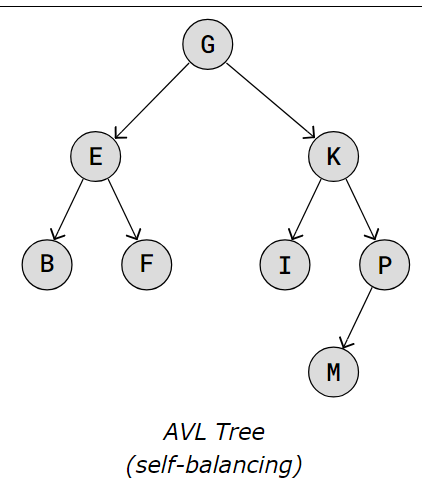 G
E K
B F I P
M
AVL Tree
(self-balancing)